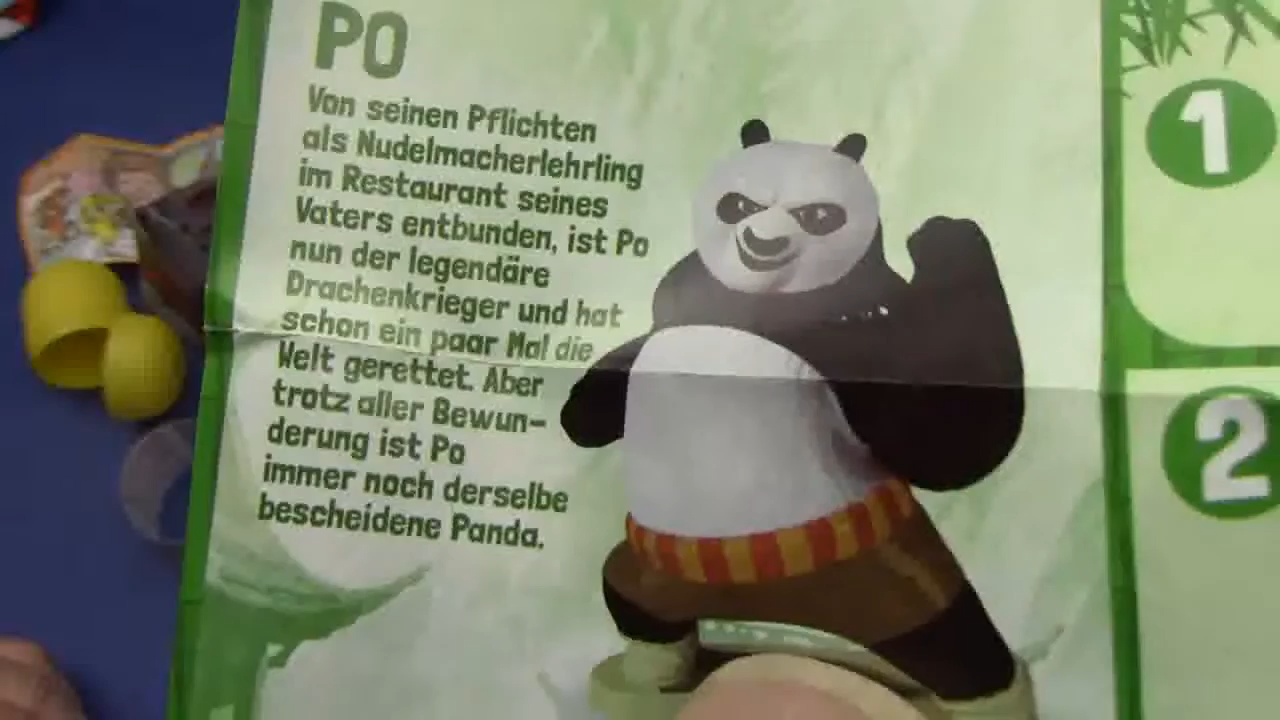 PO
Von seinen Pflichten
als Nudelmacherlehrling
im Restaurant seines
Vaters entbunden, ist Po
nun der legendäre
Drachenkrieger und hat
schon ein paar Mal die
Welt gerettet. Aber
trotz aller Bewun-
derung ist Po
immer noch derselbe
bescheidene Panda.
1
2